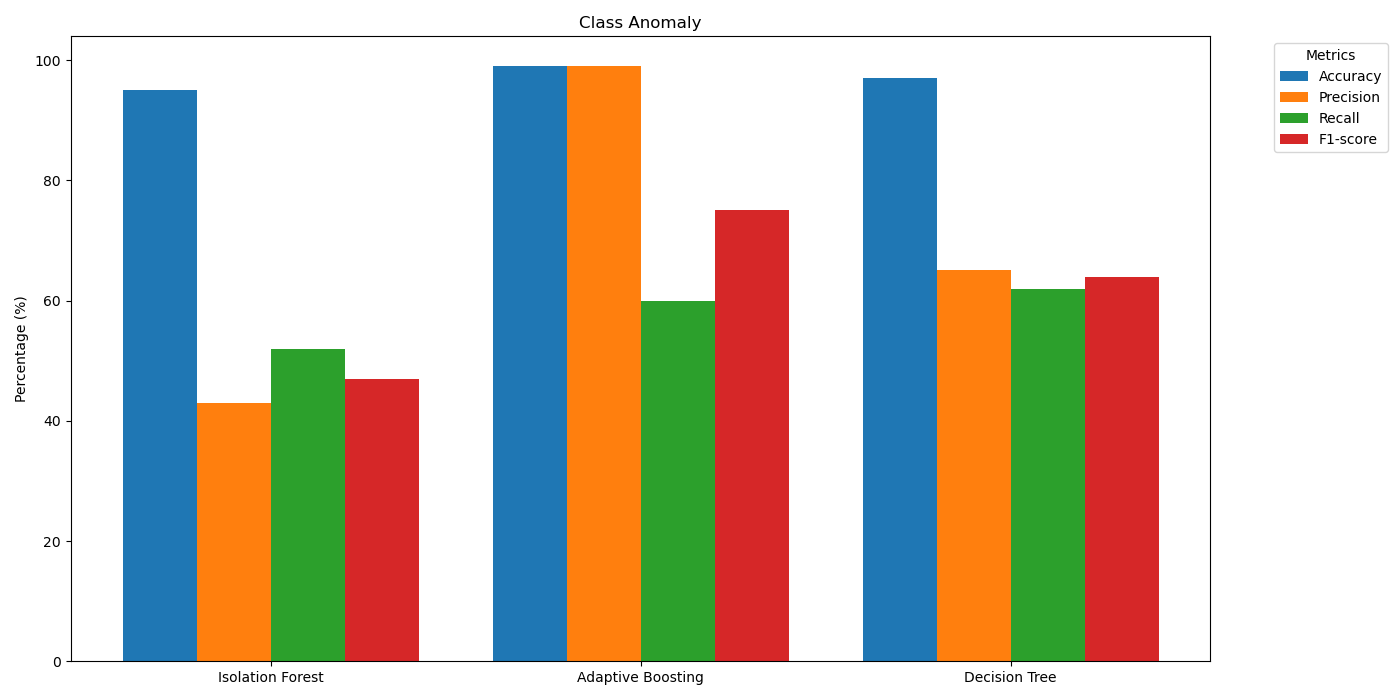 Class Anomaly
Metrics
Accuracy
Precision
Recall
F1-score
Percentage (%)
100
80
60
40
20
0
Isolation Forest
Adaptive Boosting
Decision Tree